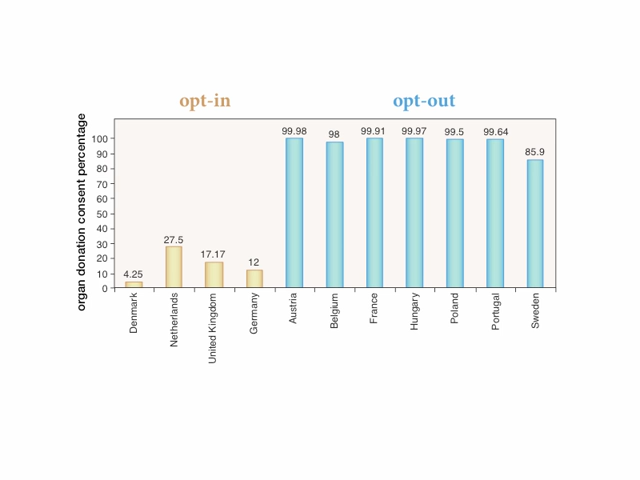 opt-in
opt-out
organ donation consent percentage
100
90
80
70
60
50
40
30
20
10
0
4.25
27.5
17.17
12
99.98
98
99.91
99.97
99.5
99.64
85.9
Denmark
Netherlands
United Kingdom
Germany
Austria
Belgium
France
Hungary
Poland
Portugal
Sweden